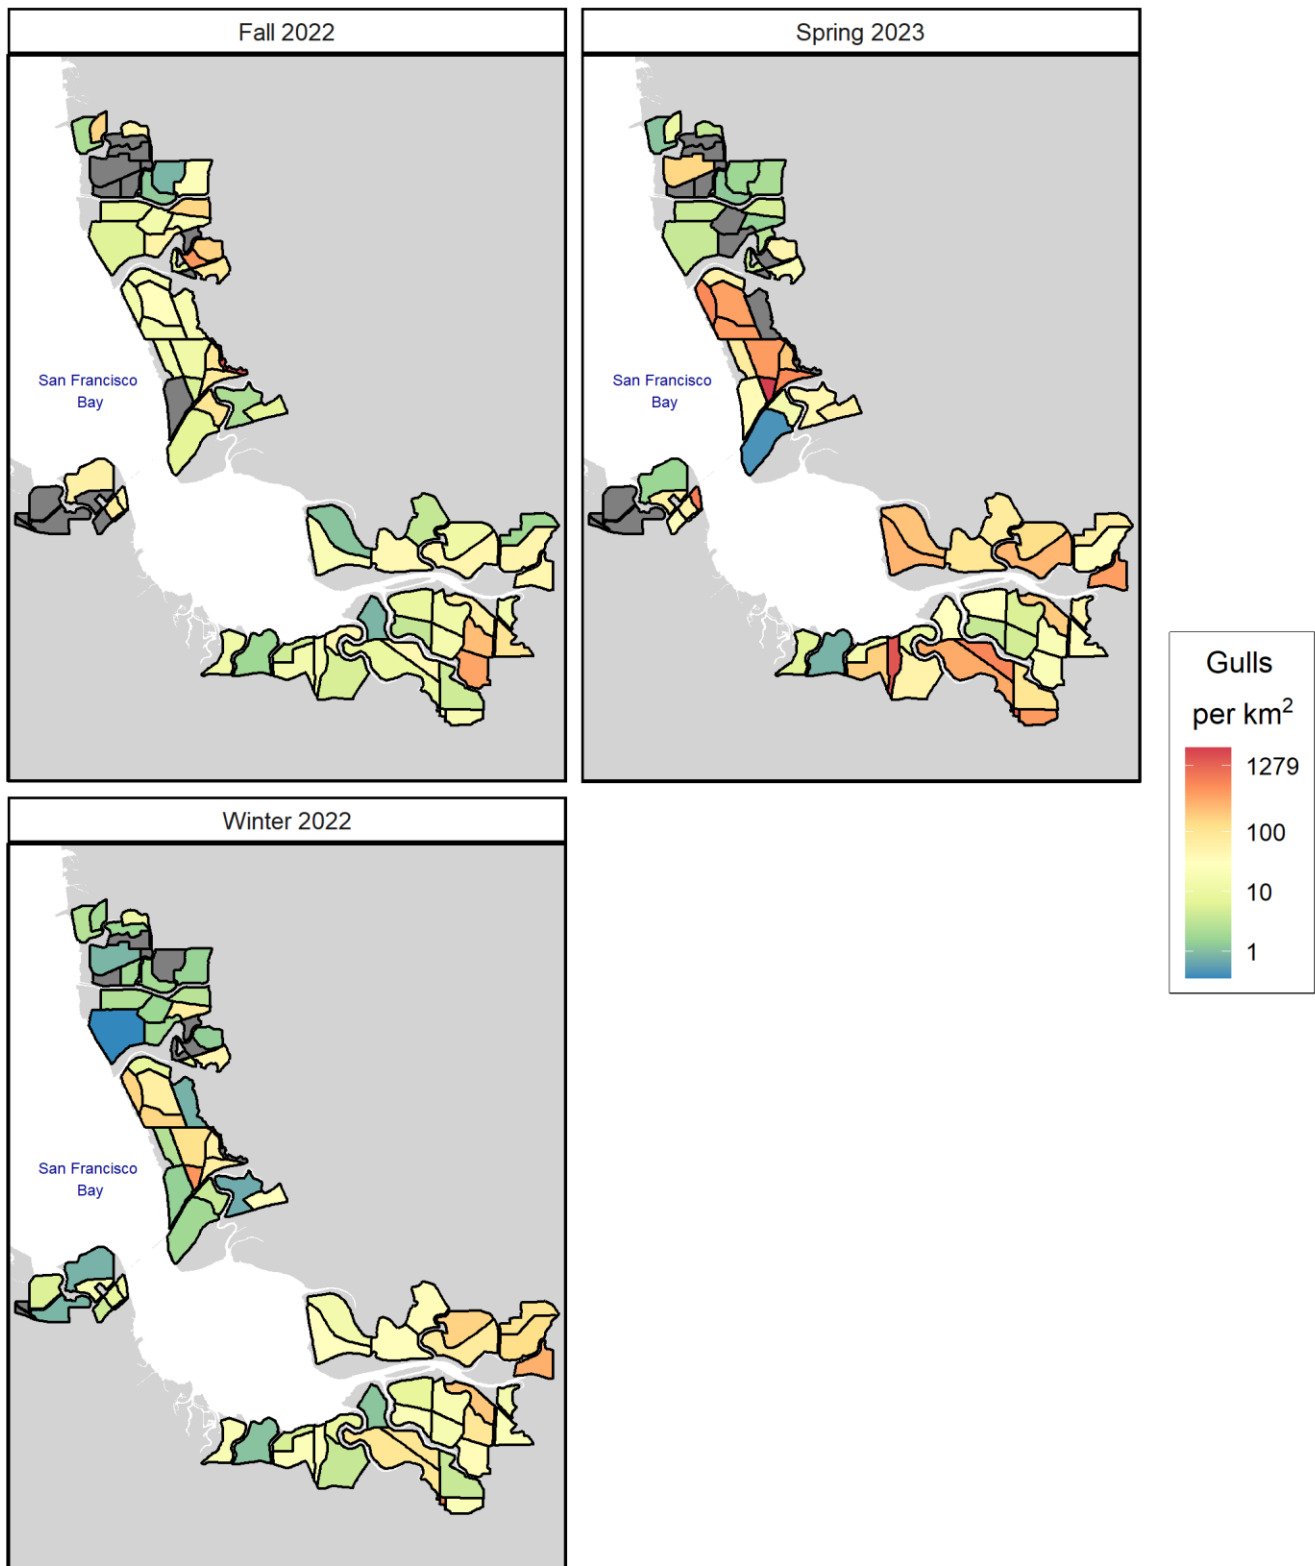 Fall 2022
Spring 2023
San Francisco
Bay
San Francisco
Bay
Gulls
per km²
1279
100
10
1
Winter 2022
San Francisco
Bay